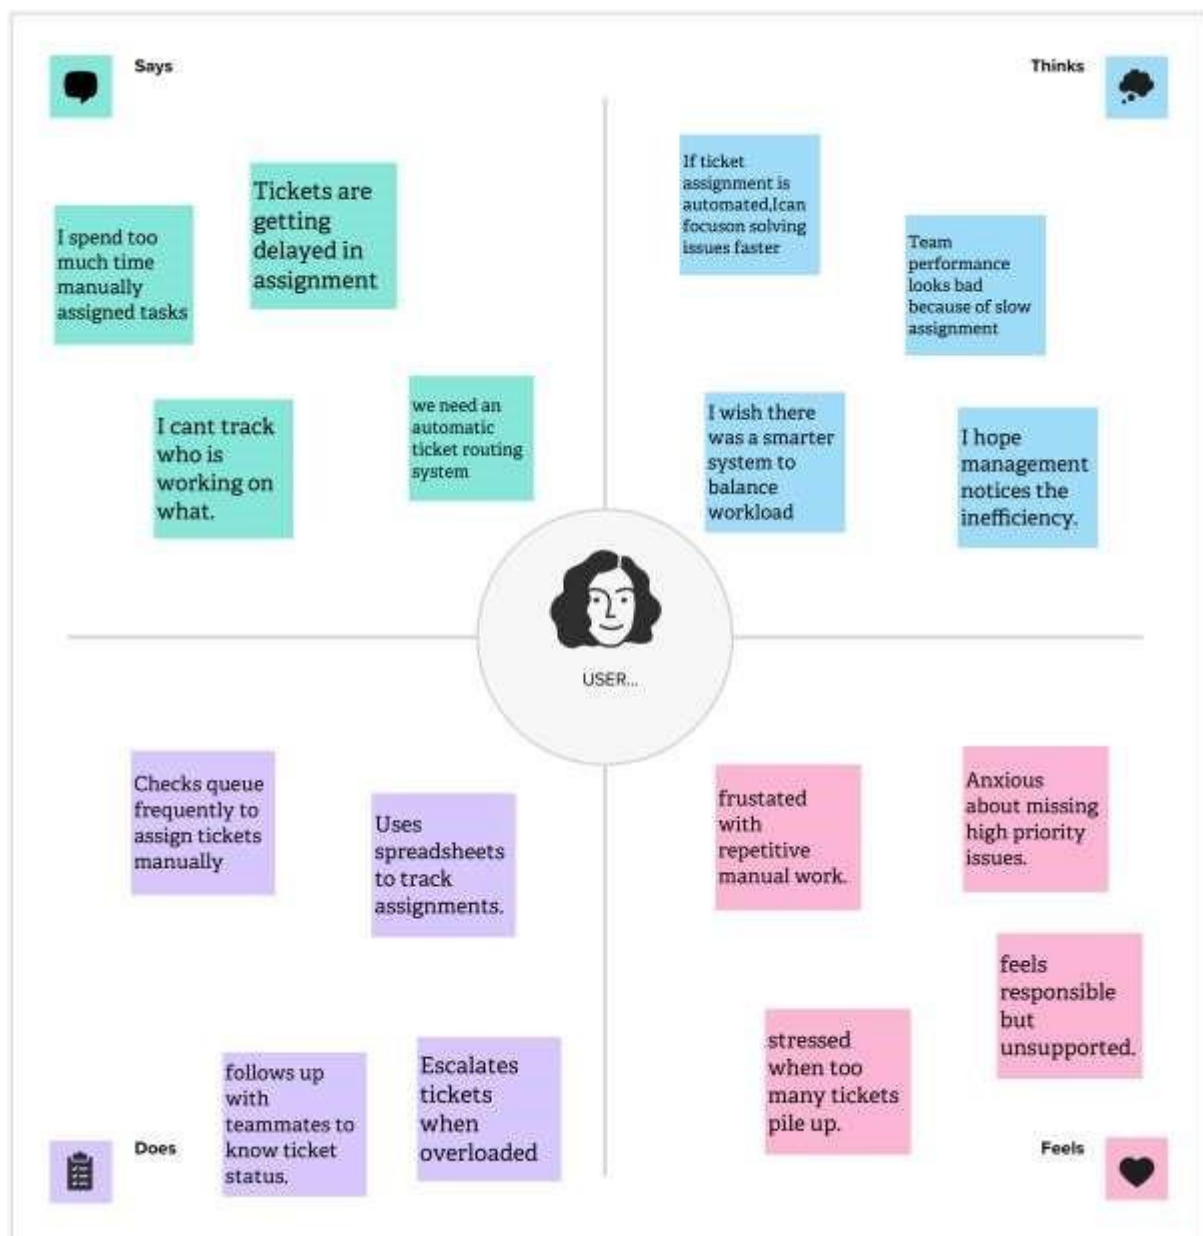 Says
Tickets are
getting
delayed in
assignment
I spend too
much time
manually
assigned tasks
I cant track
who is
working on
what.
we need an
automatic
ticket routing
system
Thinks
If ticket
assignment is
automated,Ican
focuson solving
issues faster
Team
performance
looks bad
because of slow
assignment
I wish there
was a smarter
system to
balance
workload
I hope
management
notices the
inefficiency.
USER...
Checks queue
frequently to
assign tickets
manually
Uses
spreadsheets
to track
assignments.
follows up
with
teammates to
know ticket
status.
Escalates
tickets
when
overloaded
Does
frustated
with
repetitive
manual work.
Anxious
about missing
high priority
issues.
feels
responsible
but
unsupported.
stressed
when too
many tickets
pile up.
Feels